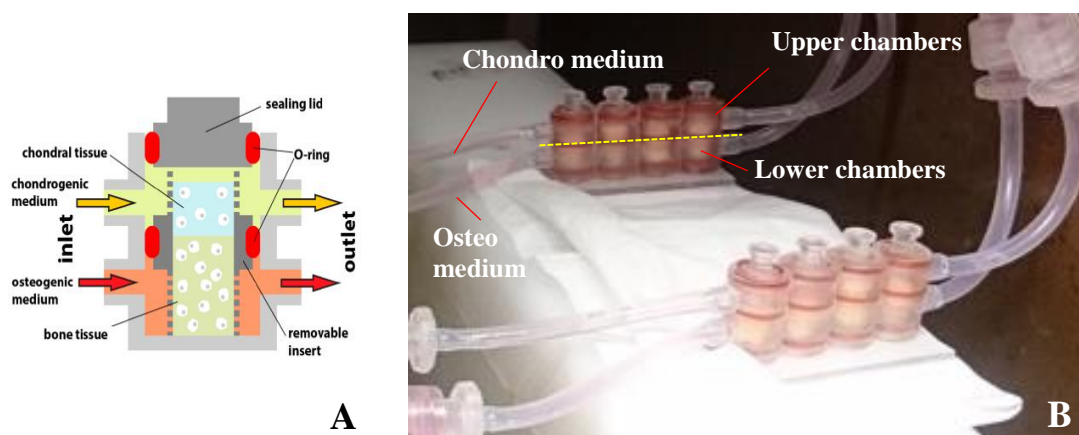 sealing lid
chondral tissue
O-ring
chondrogenic
medium
inlet
outlet
osteogenic
medium
bone tissue
removable
insert
A
Chondro medium
Upper chambers
Lower chambers
Osteo
medium
B